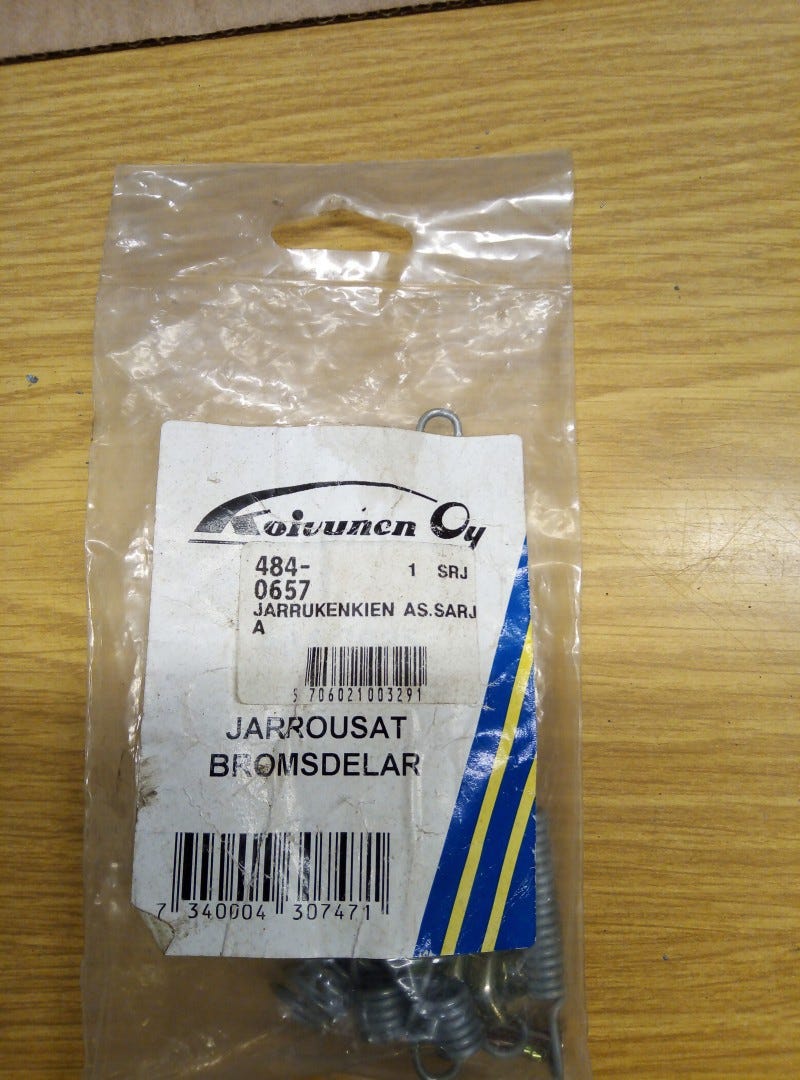 Koivunen Oy
484- 1 SRJ
0657
JARRUKENKIEN AS.SARJ
A
5 706021 003291
JARROUSAT
BROMSDELAR
7 340004 307471